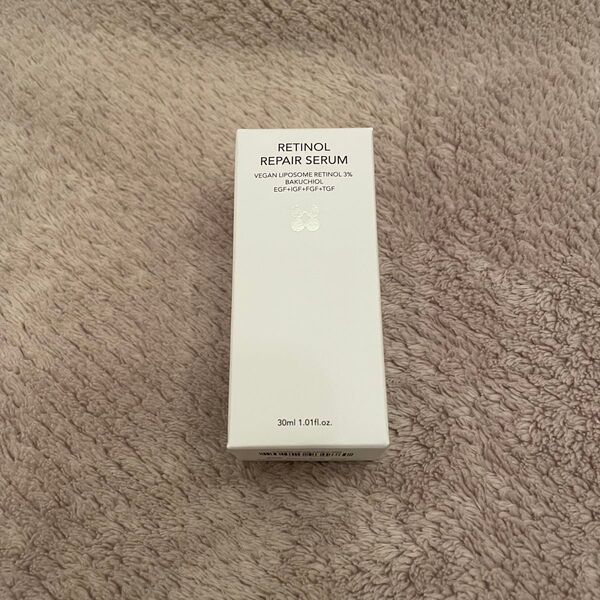 RETINOL
REPAIR SERUM
VEGAN LIPOSOME RETINOL 3%
BAKUCHIOL
EGF+IGF+FGF+TGF
30ml 1.01fl.oz.